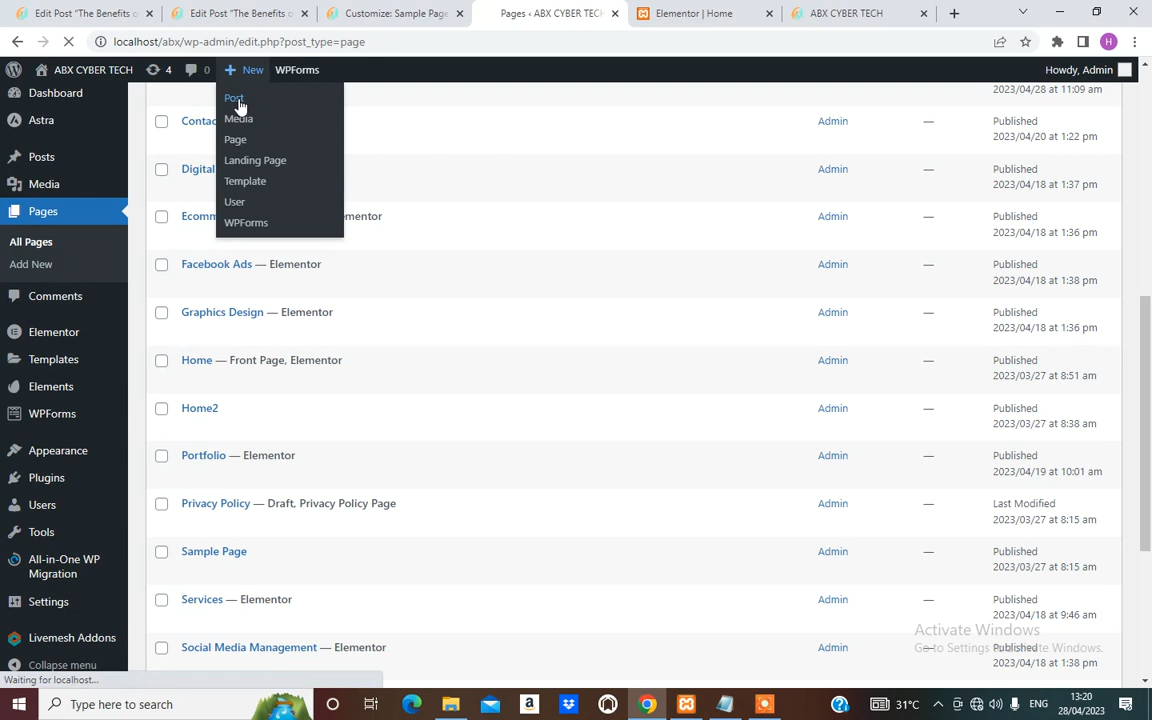 Edit Post "The Benefits o
Edit Post "The Benefits o
Customize: Sample Page
Pages ‹ ABX CYBER TECH
Elementor | Home
ABX CYBER TECH
localhost/abx/wp-admin/edit.php?post_type=page
H
ABX CYBER TECH
4
0
New
WPForms
Howdy, Admin
Post
Media
Page
Landing Page
Template
User
WPForms
Dashboard
Astra
Posts
Media
Pages
All Pages
Add New
Comments
Elementor
Templates
Elements
WPForms
Appearance
Plugins
Users
Tools
All-in-One WP
Migration
Settings
Livemesh Addons
Collapse menu
2023/04/28 at 11:09 am
Contac
Admin
—
Published
2023/04/20 at 1:22 pm
Digital
Admin
—
Published
2023/04/18 at 1:37 pm
Ecomm
ementor
Admin
—
Published
2023/04/18 at 1:36 pm
Facebook Ads — Elementor
Admin
—
Published
2023/04/18 at 1:38 pm
Graphics Design — Elementor
Admin
—
Published
2023/04/18 at 1:36 pm
Home — Front Page, Elementor
Admin
—
Published
2023/03/27 at 8:51 am
Home2
Admin
—
Published
2023/03/27 at 8:38 am
Portfolio — Elementor
Admin
—
Published
2023/04/19 at 10:01 am
Privacy Policy — Draft, Privacy Policy Page
Admin
—
Last Modified
2023/03/27 at 8:15 am
Sample Page
Admin
—
Published
2023/03/27 at 8:15 am
Services — Elementor
Admin
—
Published
2023/04/18 at 9:46 am
Social Media Management — Elementor
Admin
—
Published
2023/04/18 at 1:38 pm
Activate Windows
Go to Settings to activate Windows.
Waiting for localhost...
Type here to search
a
31°C
ENG
13:20
28/04/2023